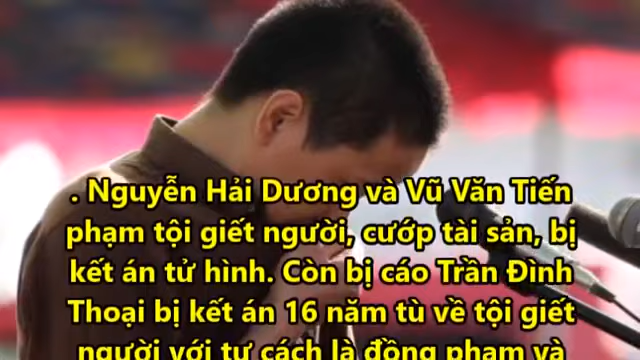 . Nguyễn Hải Dương và Vũ Văn Tiến
phạm tội giết người, cướp tài sản, bị
kết án tử hình. Còn bị cáo Trần Đình
Thoại bị kết án 16 năm tù về tội giết
người với tư cách là đồng phạm và